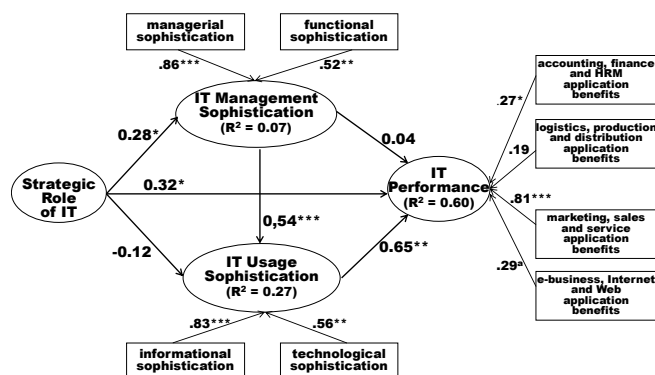 managerial
sophistication
functional
sophistication
.86***
.52**
IT Management
Sophistication
(R² = 0.07)
0.28*
0.04
Strategic
Role
of IT
0.32*
IT
Performance
(R² = 0.60)
0,54***
-0.12
0.65**
IT Usage
Sophistication
(R² = 0.27)
.83***
.56**
informational
sophistication
technological
sophistication
accounting, finance
and HRM
application
benefits
.27*
logistics, production
and distribution
application
benefits
.19
.81***
marketing, sales
and service
application
benefits
.29ª
e-business, Internet
and Web
application
benefits